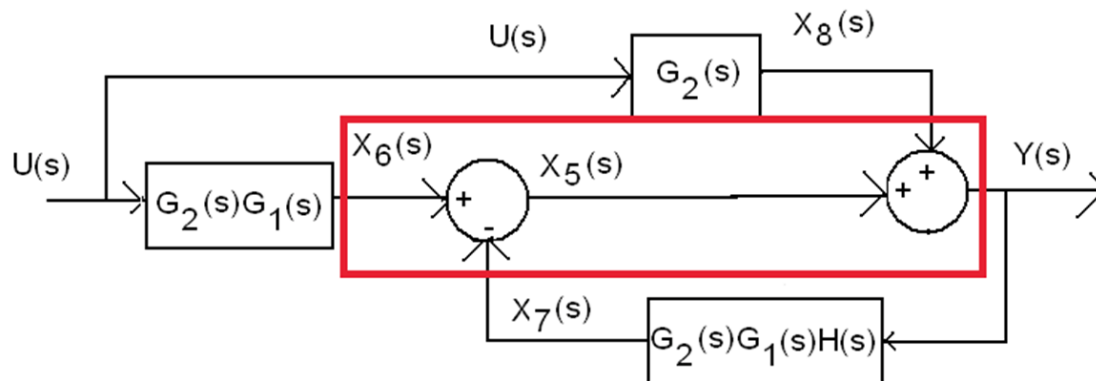 U(s)
X₈(s)
G₂(s)
U(s)
X₆(s)
X₅(s)
Y(s)
G₂(s)G₁(s)
+
-
+
+
X₇(s)
G₂(s)G₁(s)H(s)